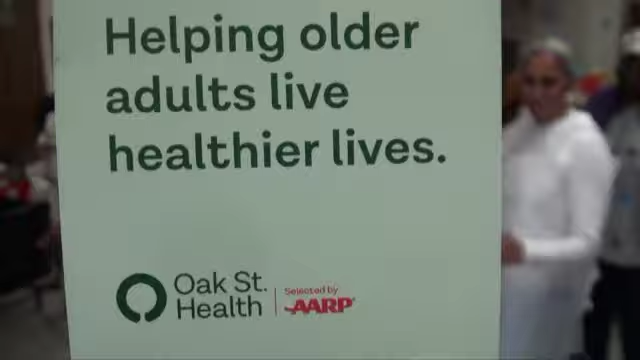 Helping older
adults live
healthier lives.
Oak St.
Health
Selected by
AARP